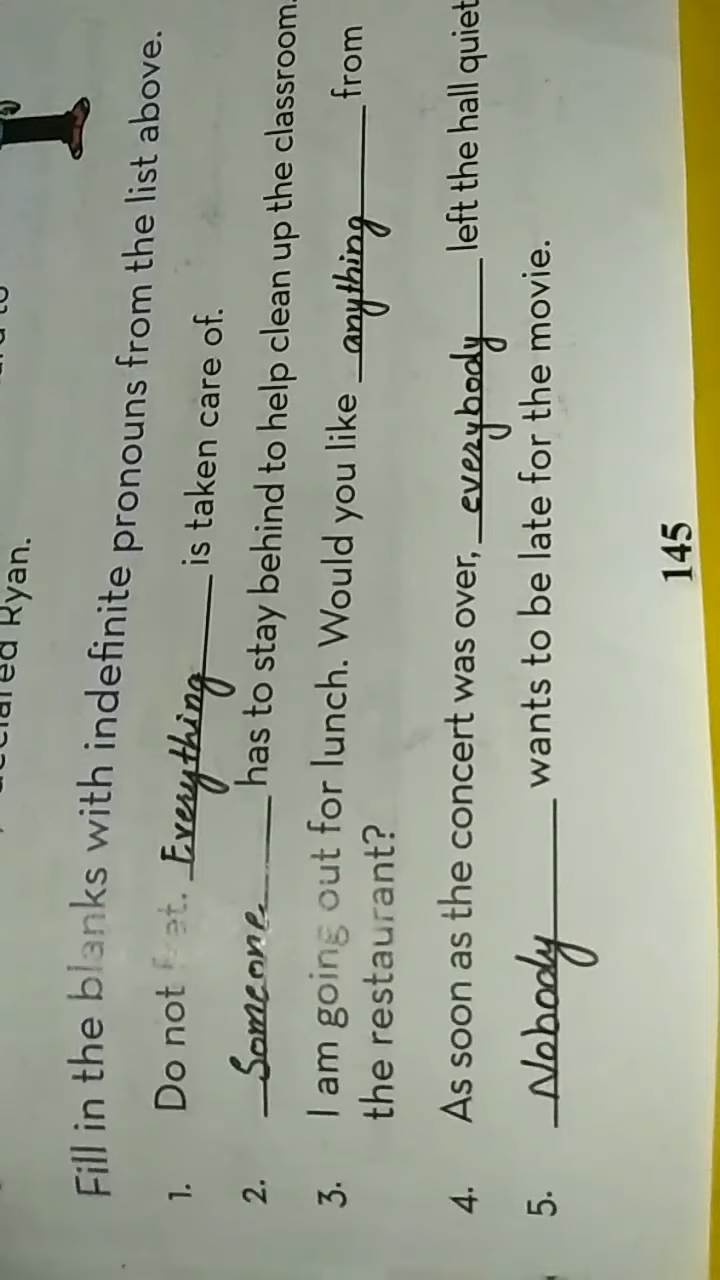 Ryan.
Fill in the blanks with indefinite pronouns from the list above.
1. Do not fret. Everything is taken care of.
2. Someone has to stay behind to help clean up the classroom.
3. I am going out for lunch. Would you like anything from
the restaurant?
4. As soon as the concert was over, everybody left the hall quiet
5. Nobody wants to be late for the movie.
145